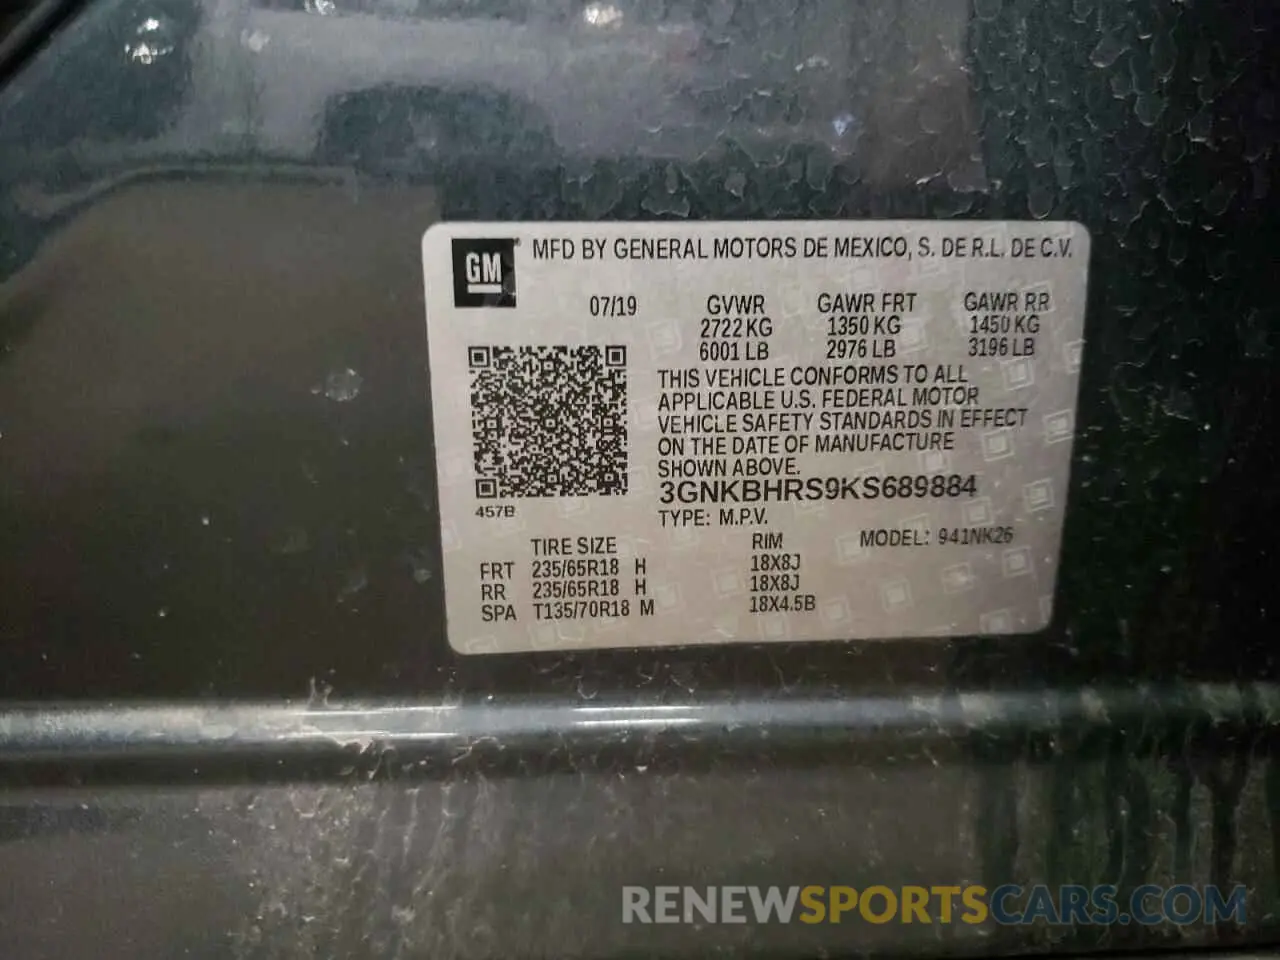 GM
MFD BY GENERAL MOTORS DE MEXICO, S. DE R.L. DE C.V.
07/19 GVWR GAWR FRT GAWR RR
2722 KG 1350 KG 1450 KG
6001 LB 2976 LB 3196 LB
THIS VEHICLE CONFORMS TO ALL
APPLICABLE U.S. FEDERAL MOTOR
VEHICLE SAFETY STANDARDS IN EFFECT
ON THE DATE OF MANUFACTURE
SHOWN ABOVE.
3GNKBHRS9KS689884
457B
TYPE: M.P.V.
MODEL: 941NK26
TIRE SIZE RIM
FRT 235/65R18 H 18X8J
RR 235/65R18 H 18X8J
SPA T135/70R18 M 18X4.5B
RENEWSPORTSCARS.COM